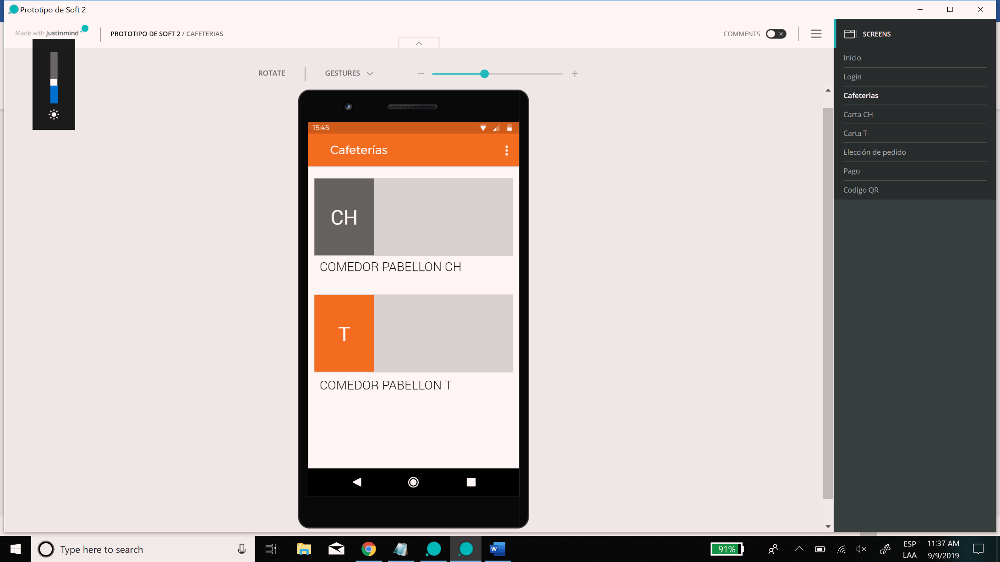 Prototipo de Soft 2
Made with Justinmind
PROTOTIPO DE SOFT 2 / CAFETERIAS
COMMENTS
SCREENS
Inicio
Login
Cafeterias
Carta CH
Carta T
Elección de pedido
Pago
Codigo QR
ROTATE
GESTURES
15:45
Cafeterías
CH
COMEDOR PABELLON CH
T
COMEDOR PABELLON T
Type here to search
W
91%
ESP
LAA
11:37 AM
9/9/2019